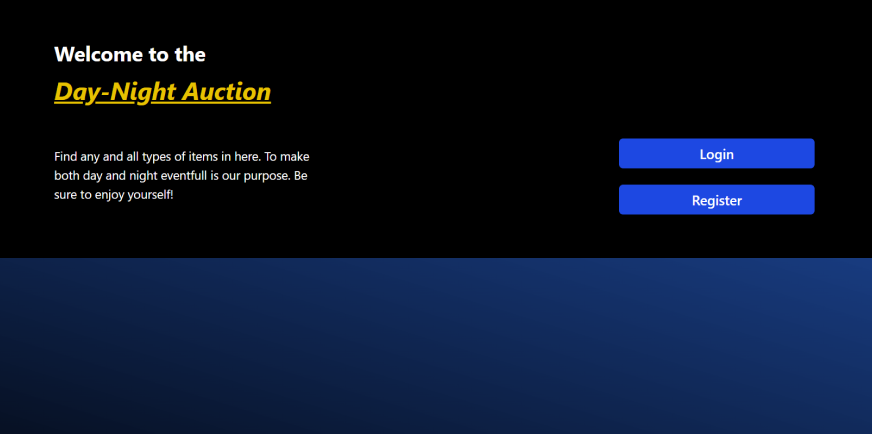 Welcome to the
Day-Night Auction
Find any and all types of items in here. To make
both day and night eventfull is our purpose. Be
sure to enjoy yourself!
Login
Register